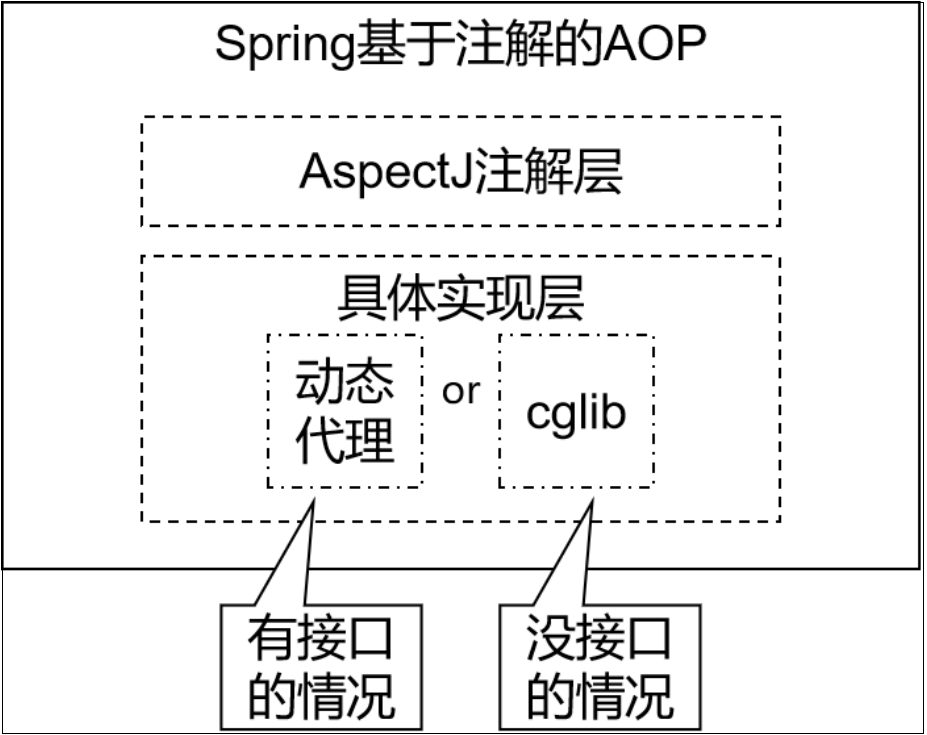 Spring基于注解的AOP
AspectJ注解层
具体实现层
动态
代理
or
cglib
有接口
的情况
没接口
的情况